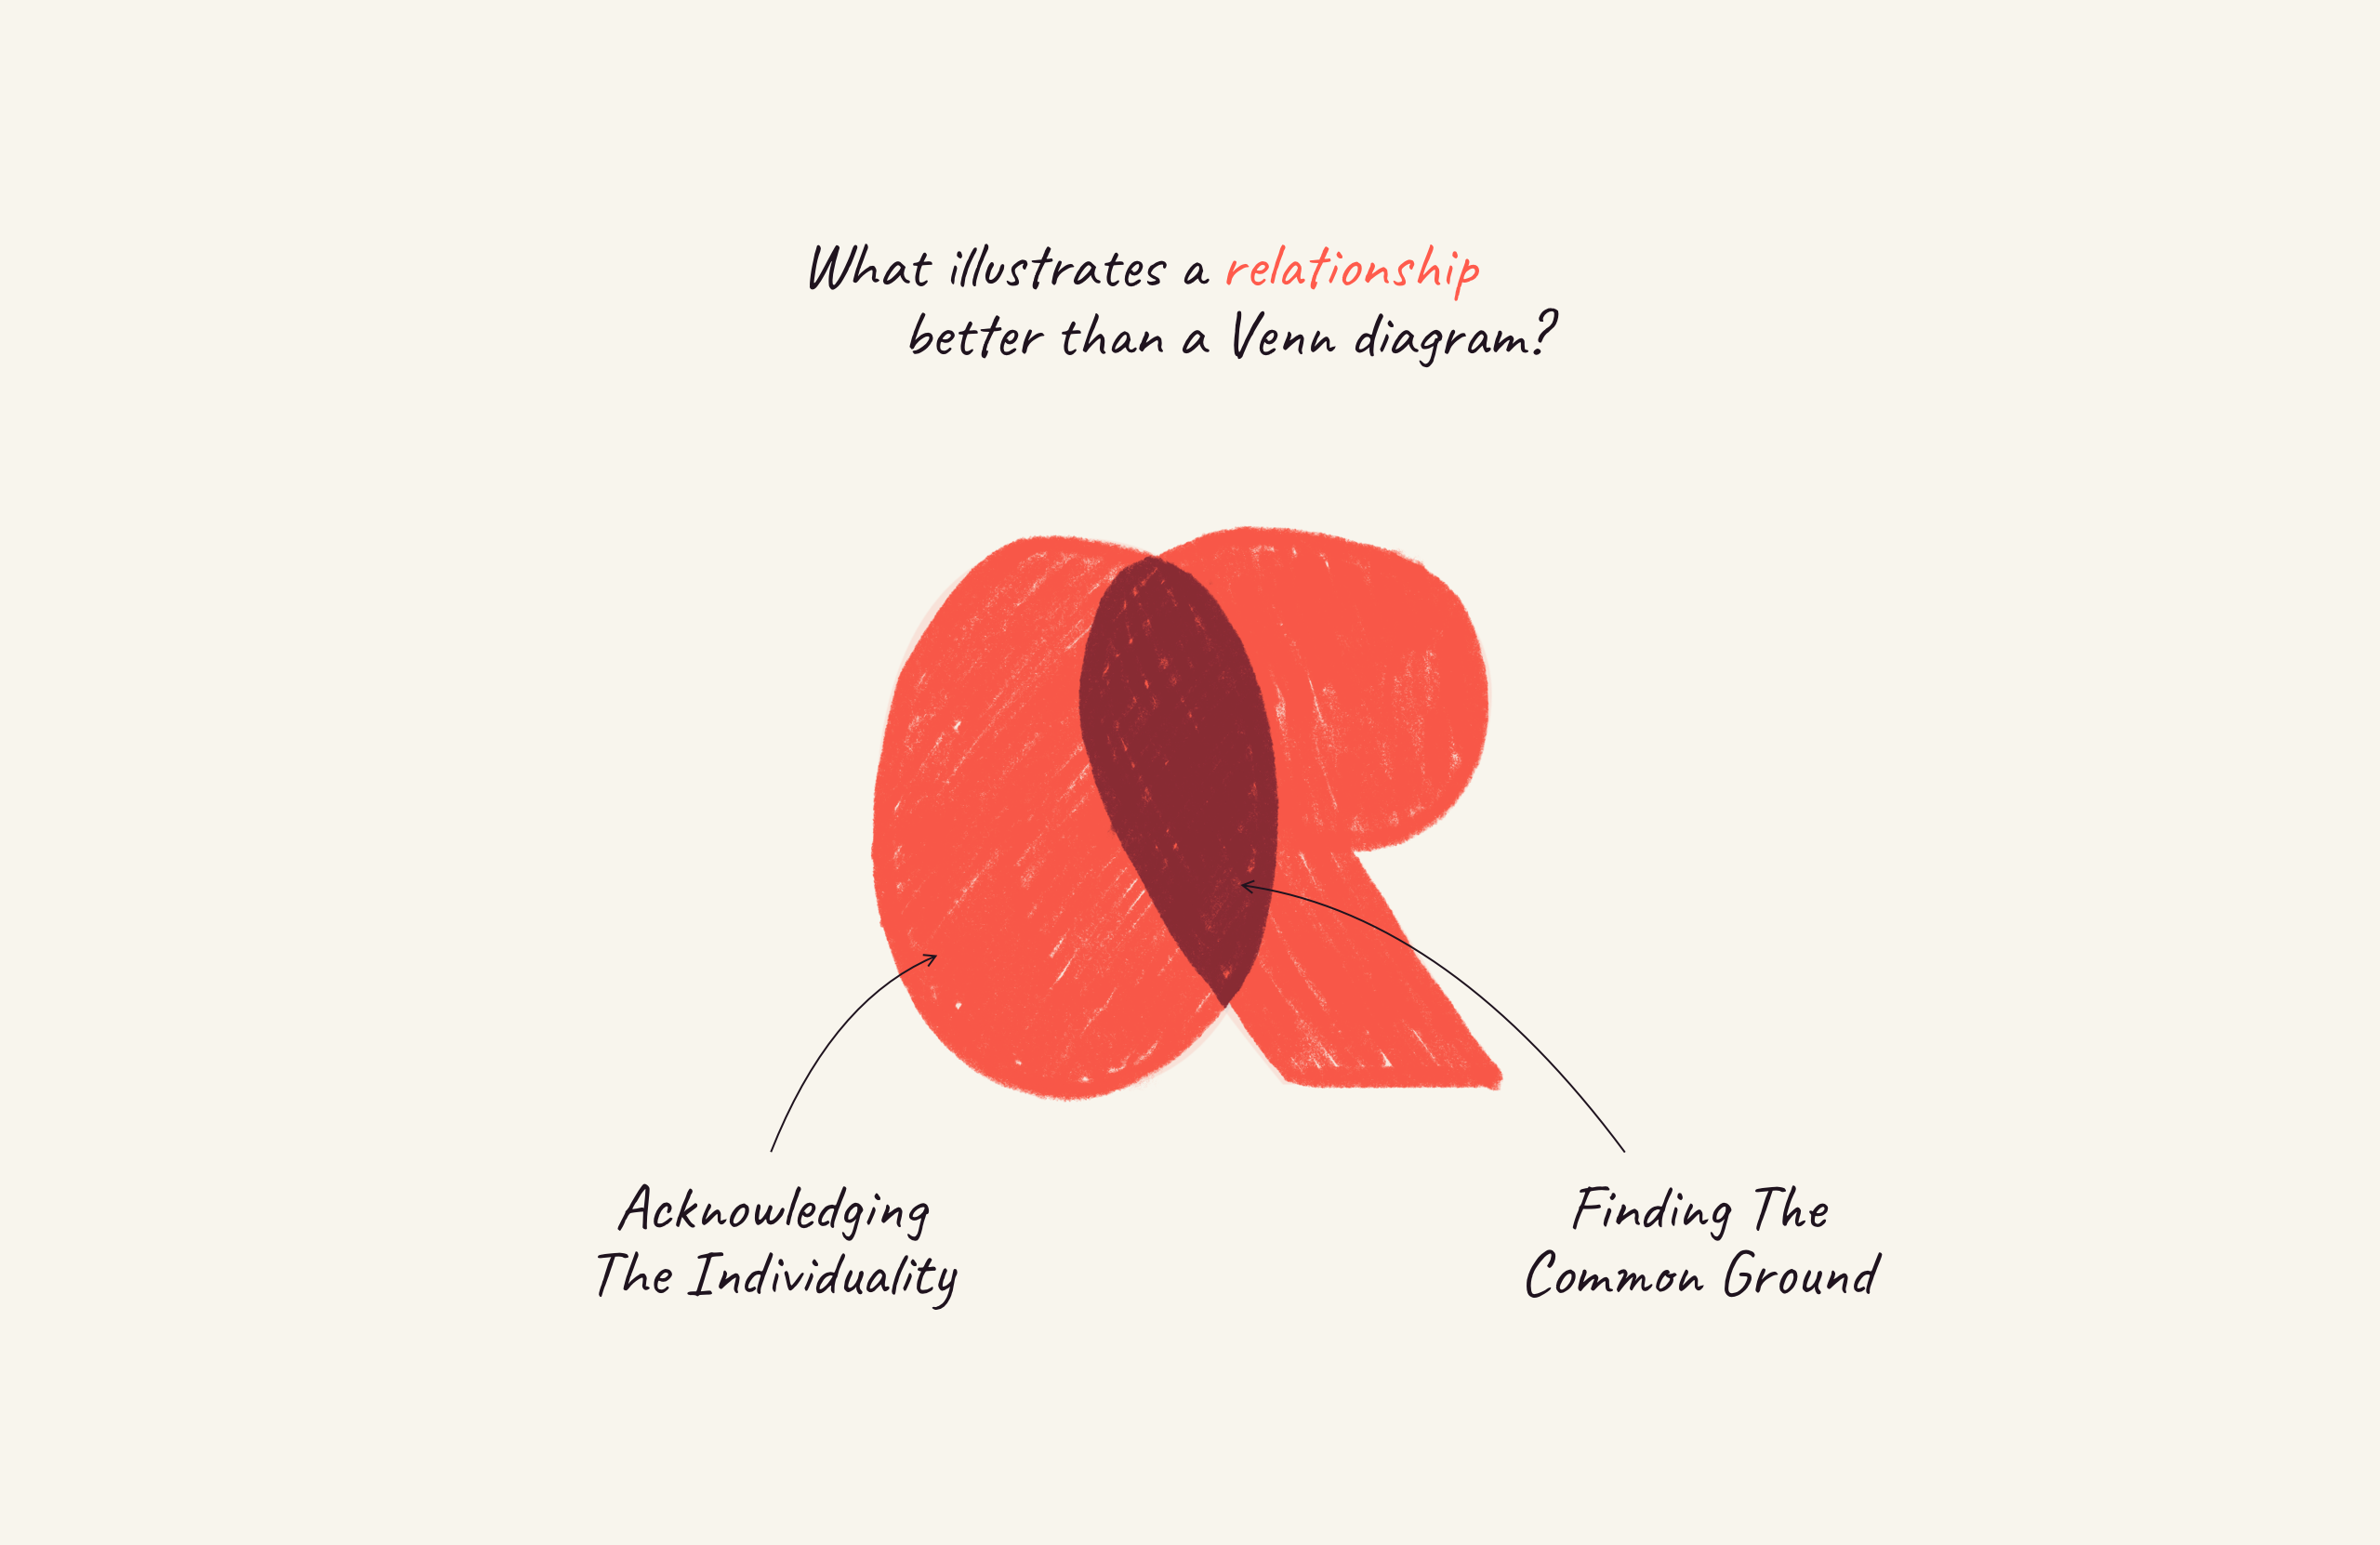 What illustrates a relationship
better than a Venn diagram?
Acknowledging
The Individuality
Finding The
Common Ground